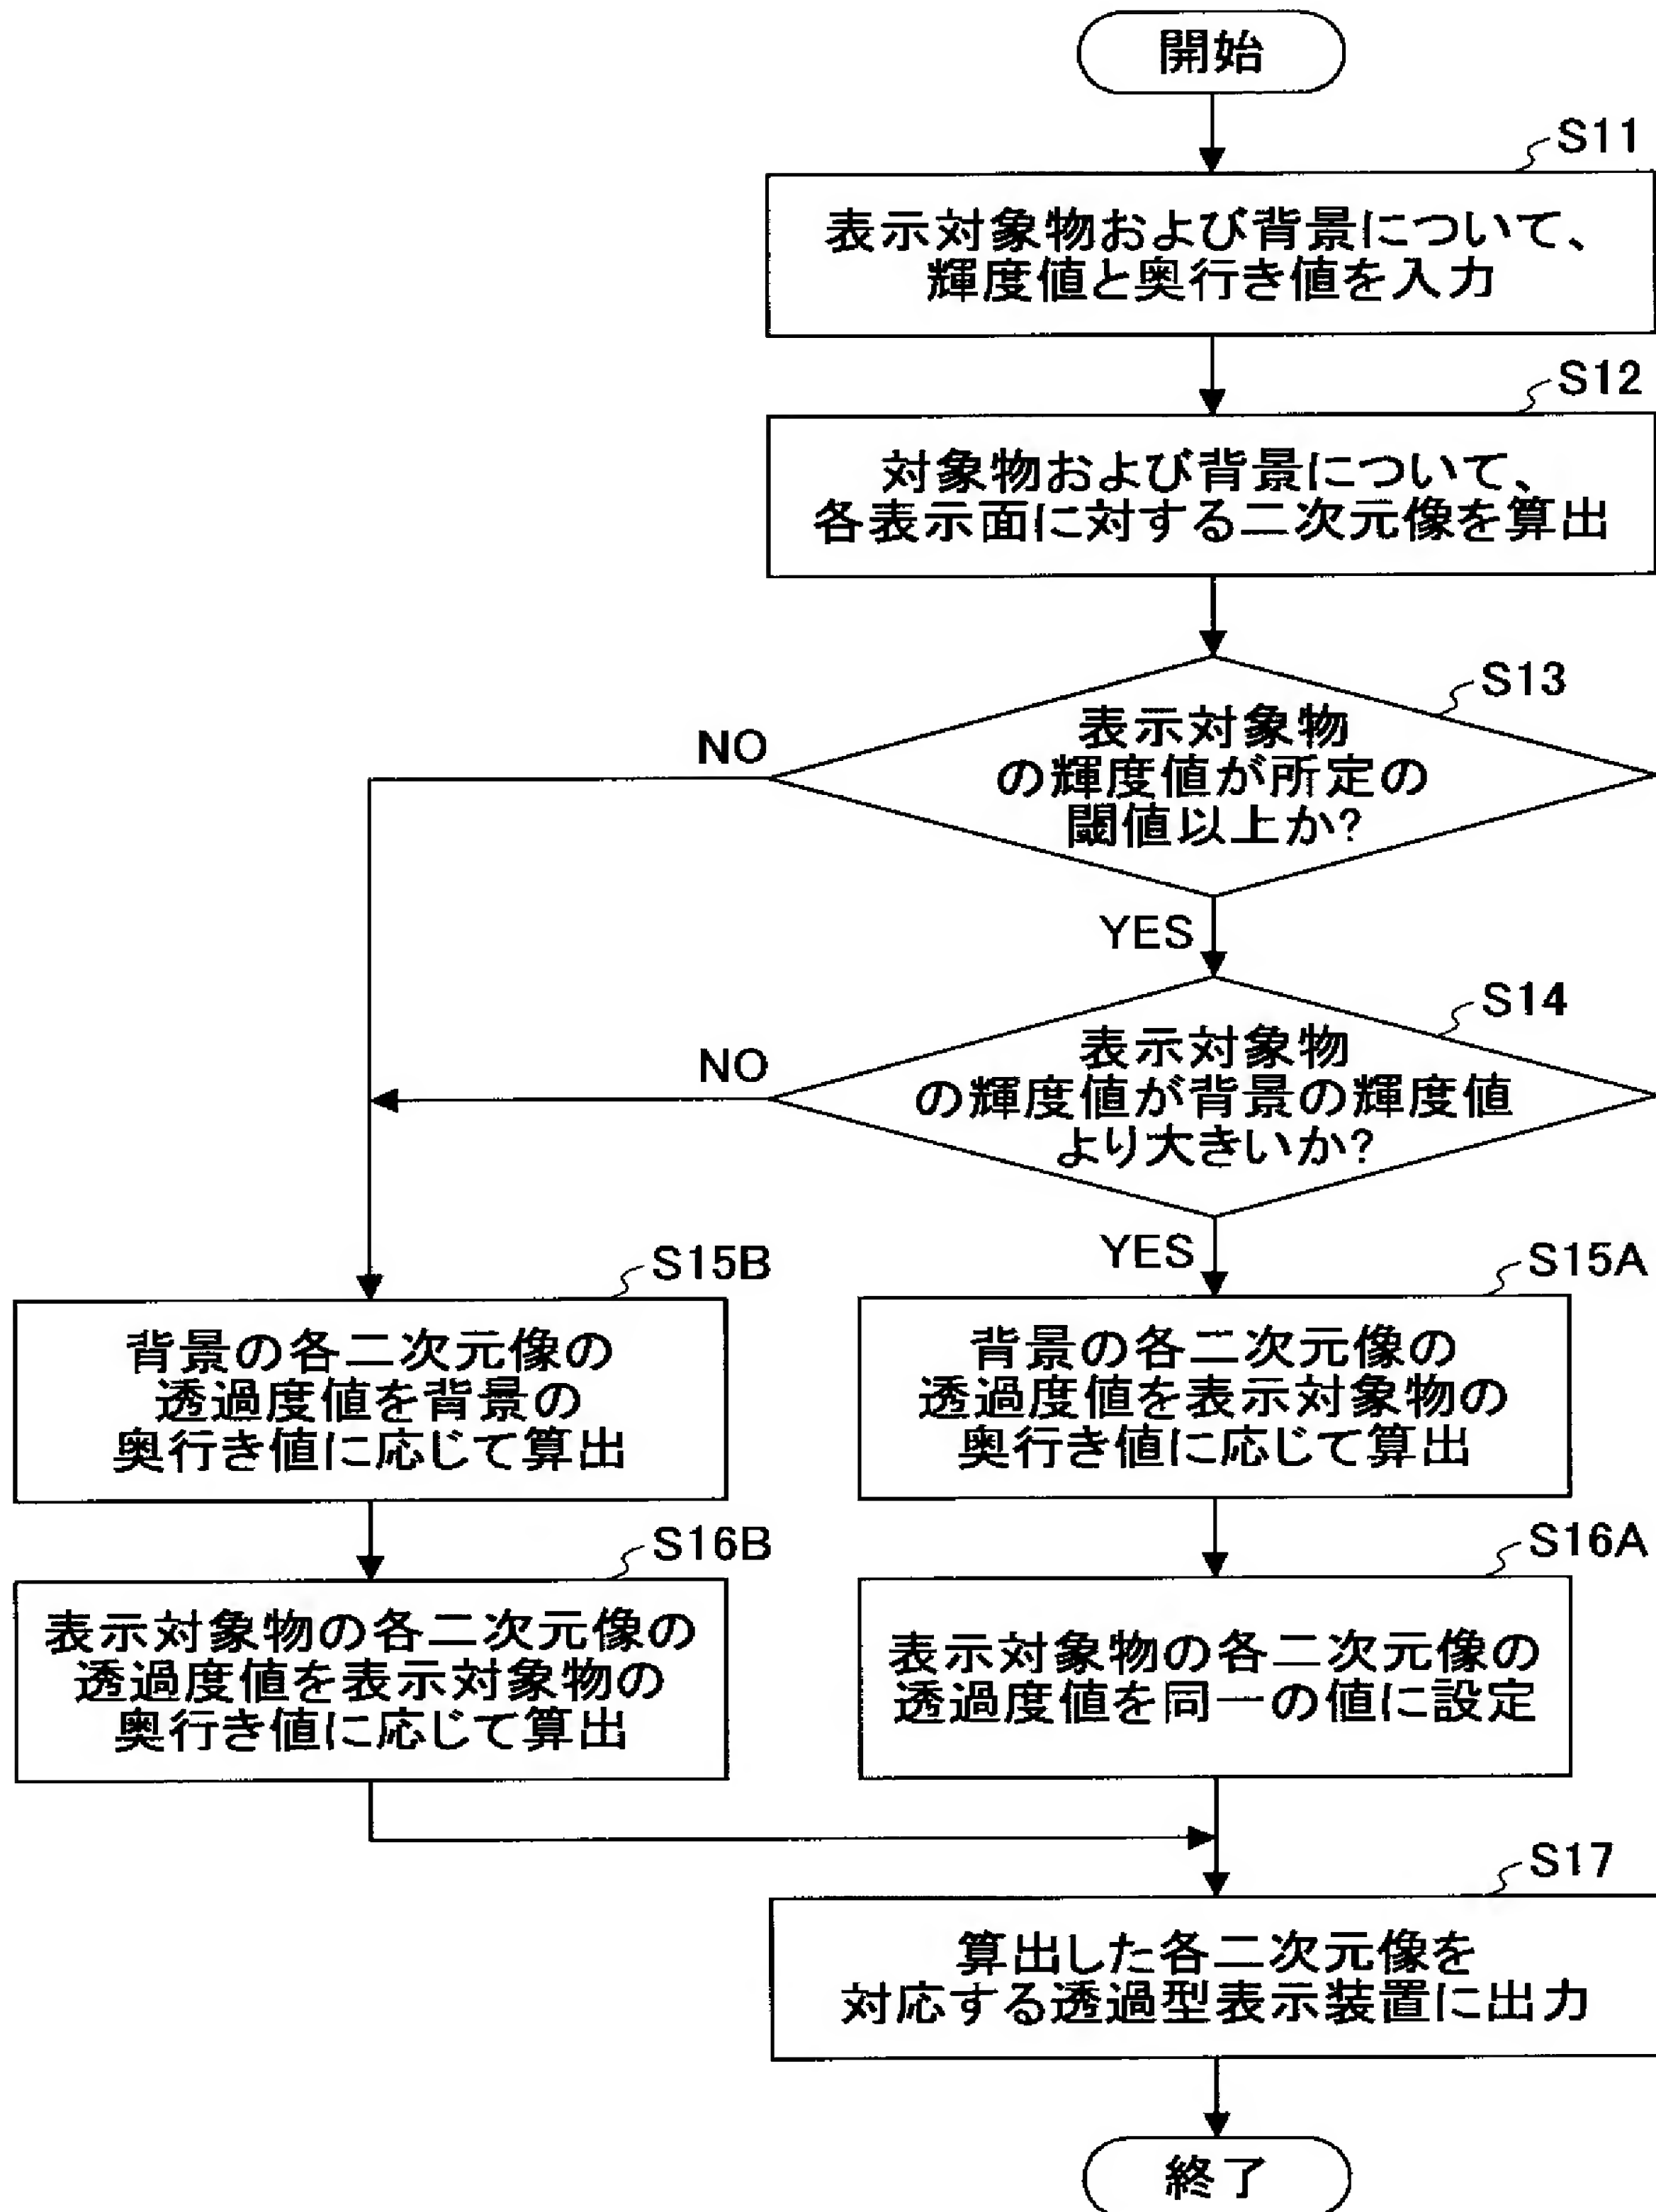 開始
S11
表示対象物および背景について、
輝度値と奥行き値を入力
S12
対象物および背景について、
各表示面に対する二次元像を算出
S13
表示対象物
の輝度値が所定の
閾値以上か?
NO
YES
S14
表示対象物
の輝度値が背景の輝度値
より大きいか?
NO
YES
S15B
背景の各二次元像の
透過度値を背景の
奥行き値に応じて算出
S15A
背景の各二次元像の
透過度値を表示対象物の
奥行き値に応じて算出
S16B
表示対象物の各二次元像の
透過度値を表示対象物の
奥行き値に応じて算出
S16A
表示対象物の各二次元像の
透過度値を同一の値に設定
S17
算出した各二次元像を
対応する透過型表示装置に出力
終了